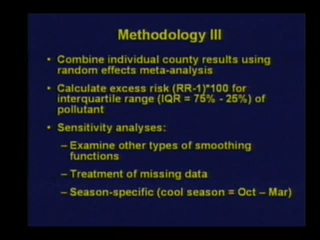 Methodology III
• Combine individual county results using
random effects meta-analysis
• Calculate excess risk (RR-1)*100 for
interquartile range (IQR = 75% - 25%) of
pollutant
• Sensitivity analyses:
– Examine other types of smoothing
functions
– Treatment of missing data
– Season-specific (cool season = Oct – Mar)